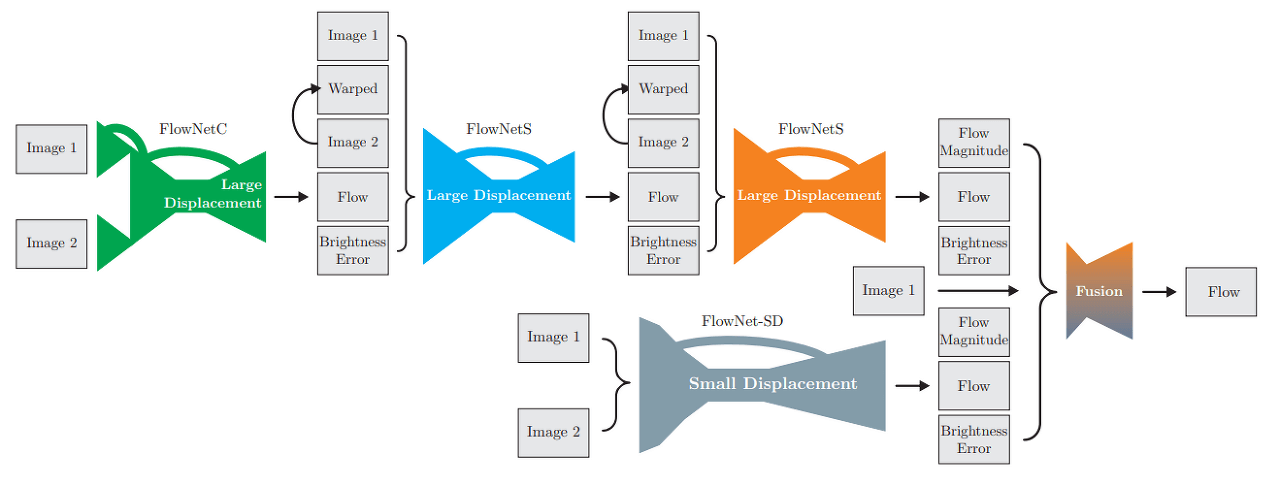 Image 1
Image 2
FlowNetC
Large
Displacement
Image 1
Warped
Image 2
Flow
Brightness
Error
FlowNetS
Large Displacement
Image 1
Warped
Image 2
Flow
Brightness
Error
FlowNetS
Large Displacement
Flow
Magnitude
Flow
Brightness
Error
Image 1
Image 1
Image 2
FlowNet-SD
Small Displacement
Flow
Magnitude
Flow
Brightness
Error
Fusion
Flow